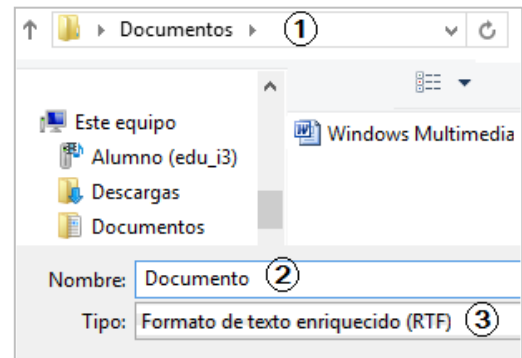 Documentos 1
Este equipo
Windows Multimedia
Alumno (edu_i3)
Descargas
Documentos
Nombre: Documento 2
Tipo: Formato de texto enriquecido (RTF) 3